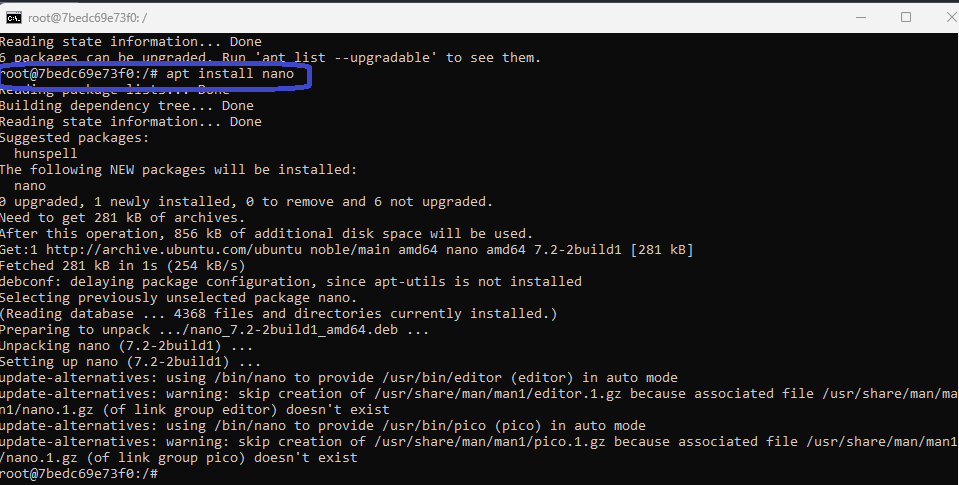 root@7bedc69e73f0: /
Reading state information... Done
6 packages can be upgraded. Run 'apt list --upgradable' to see them.
root@7bedc69e73f0:/# apt install nano
Reading package lists... Done
Building dependency tree... Done
Reading state information... Done
Suggested packages:
  hunspell
The following NEW packages will be installed:
  nano
0 upgraded, 1 newly installed, 0 to remove and 6 not upgraded.
Need to get 281 kB of archives.
After this operation, 856 kB of additional disk space will be used.
Get:1 http://archive.ubuntu.com/ubuntu noble/main amd64 nano amd64 7.2-2build1 [281 kB]
Fetched 281 kB in 1s (254 kB/s)
debconf: delaying package configuration, since apt-utils is not installed
Selecting previously unselected package nano.
(Reading database ... 4368 files and directories currently installed.)
Preparing to unpack .../nano_7.2-2build1_amd64.deb ...
Unpacking nano (7.2-2build1) ...
Setting up nano (7.2-2build1) ...
update-alternatives: using /bin/nano to provide /usr/bin/editor (editor) in auto mode
update-alternatives: warning: skip creation of /usr/share/man/man1/editor.1.gz because associated file /usr/share/man/ma
n1/nano.1.gz (of link group editor) doesn't exist
update-alternatives: using /bin/nano to provide /usr/bin/pico (pico) in auto mode
update-alternatives: warning: skip creation of /usr/share/man/man1/pico.1.gz because associated file /usr/share/man/man1
/nano.1.gz (of link group pico) doesn't exist
root@7bedc69e73f0:/#